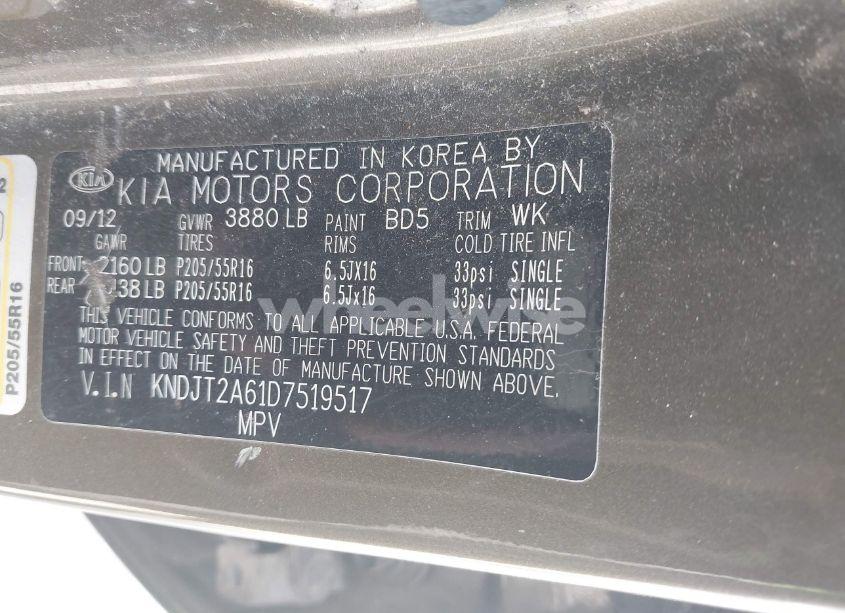 MANUFACTURED IN KOREA BY
KIA KIA MOTORS CORPORATION
09/12 GVWR 3880 LB PAINT BD5 TRIM WK
GAWR TIRES RIMS COLD TIRE INFL
FRONT 2160 LB P205/55R16 6.5JX16 33psi SINGLE
REAR P205/55R16 6.5Jx16 33psi SINGLE
THIS VEHICLE CONFORMS TO ALL APPLICABLE U.S.A. FEDERAL
MOTOR VEHICLE SAFETY AND THEFT PREVENTION STANDARDS
IN EFFECT ON THE DATE OF MANUFACTURE SHOWN ABOVE.
V.I.N KNDJT2A61D7519517
MPV
P205/55R16
wheelwise